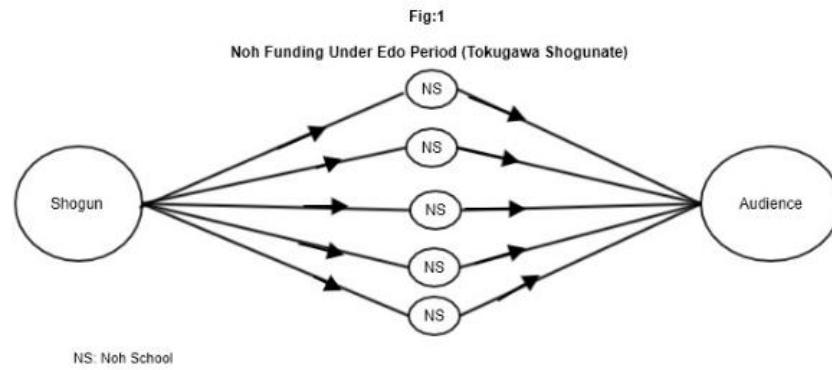 Fig:1
Noh Funding Under Edo Period (Tokugawa Shogunate)
NS
NS
Shogun
NS
Audience
NS
NS
NS: Noh School